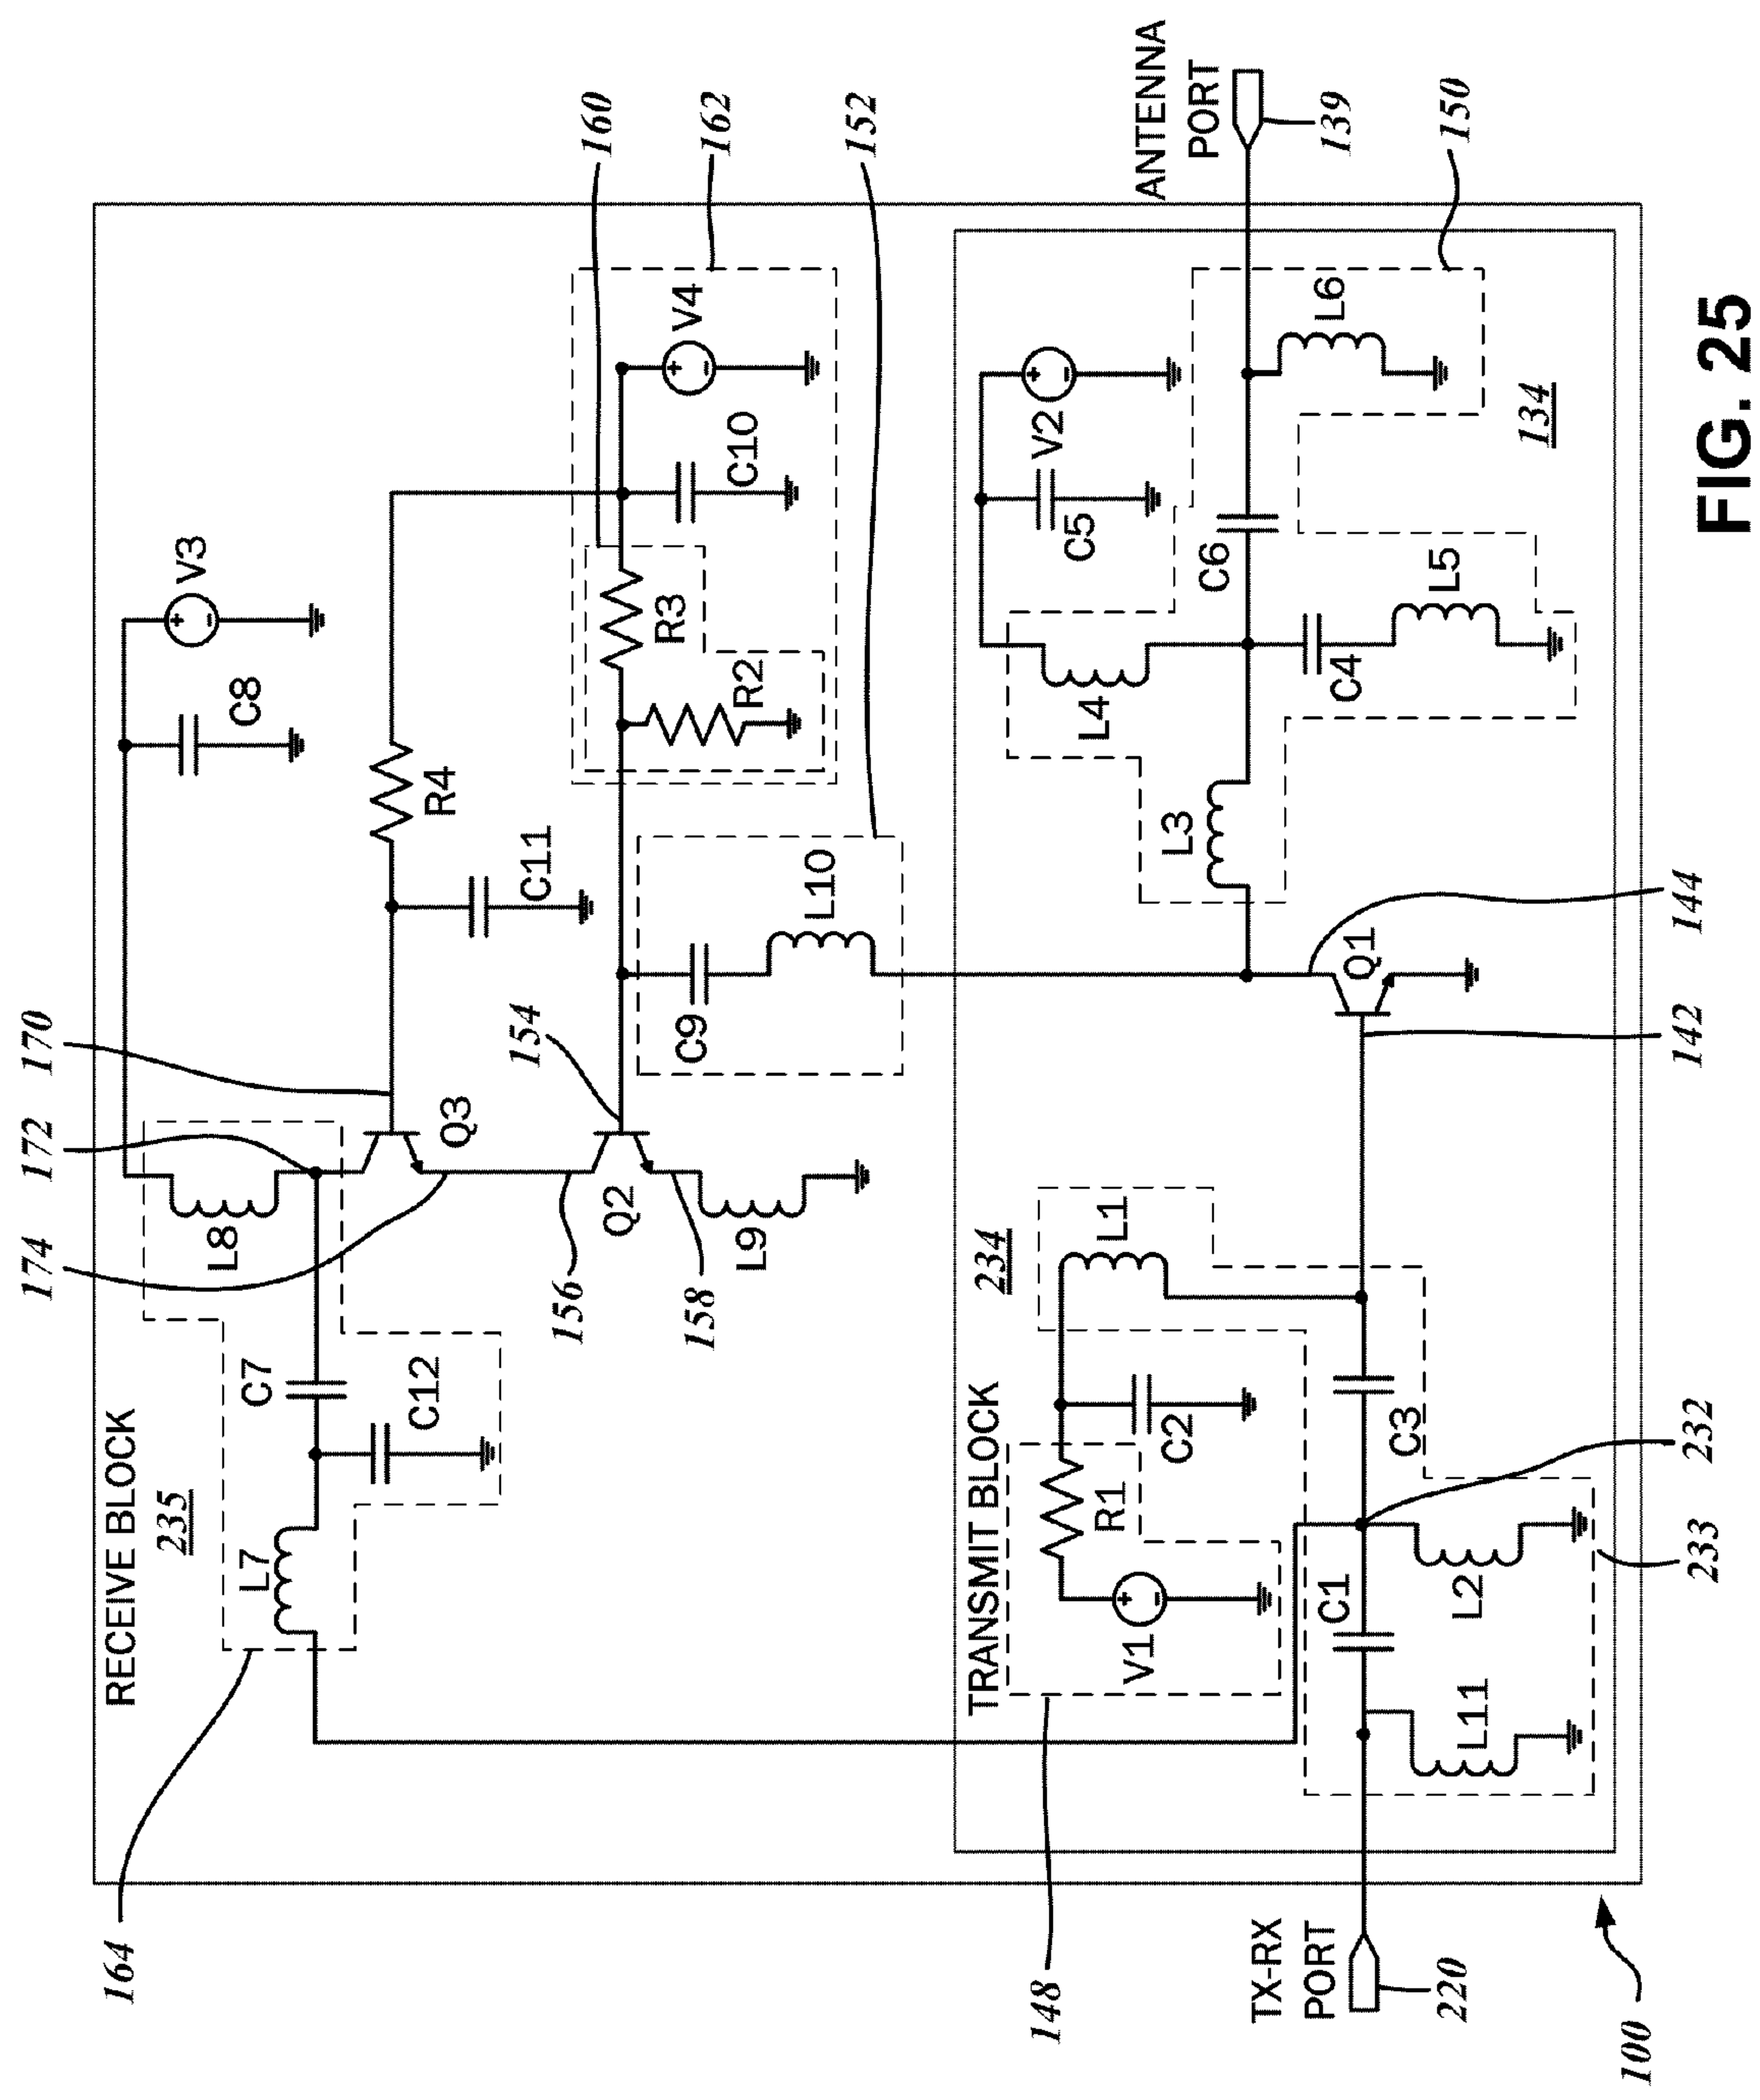 RECEIVE BLOCK
235
164
L7
C7
C12
L8
174
172
170
Q3
R4
C11
C8
V3
160
162
152
V4
C10
R3
R2
154
156
158
Q2
L9
C9
L10
TRANSMIT BLOCK
148
V1
R1
C2
234
L1
TX-RX
PORT
220
L11
C1
L2
C3
232
233
142
144
Q1
L3
L4
C5
V2
C6
C4
L5
L6
134
150
ANTENNA
PORT
139
100
FIG. 25